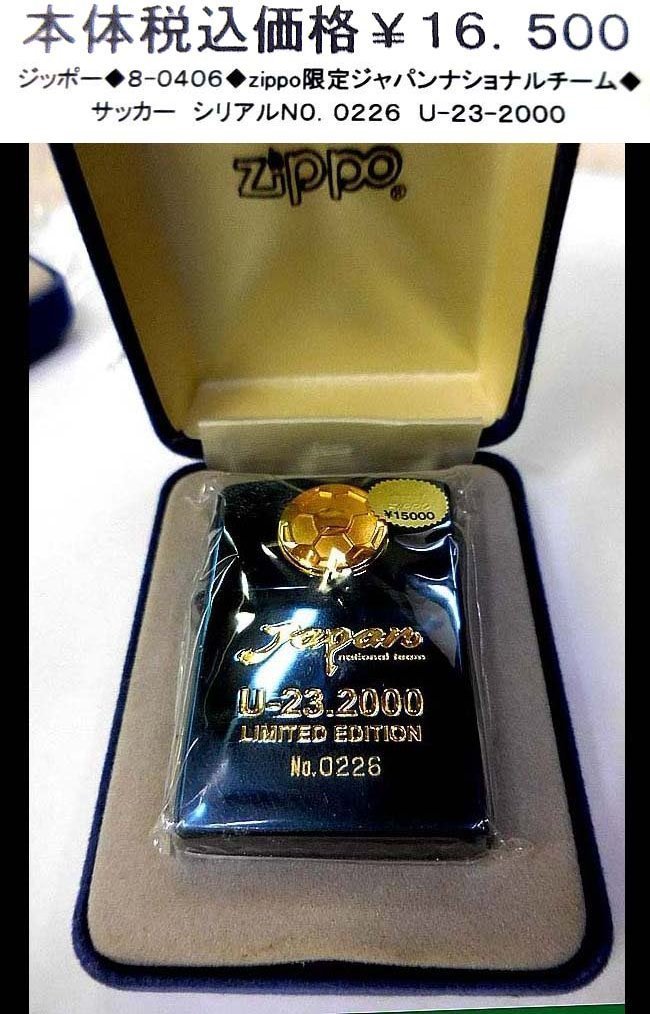 本体税込価格￥16.500
ジッポー◆8-0406◆zippo限定ジャパンナショナルチーム◆
サッカー シリアルNO. 0226 U-23-2000
zippo®
¥15000
Japan
national team
U-23.2000
LIMITED EDITION
No.0226